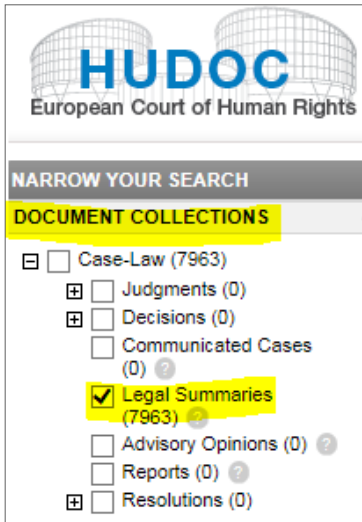 HUDOC
European Court of Human Rights
NARROW YOUR SEARCH
DOCUMENT COLLECTIONS
Case-Law (7963)
Judgments (0)
Decisions (0)
Communicated Cases
(0) ?
Legal Summaries
(7963) ?
Advisory Opinions (0) ?
Reports (0) ?
Resolutions (0)